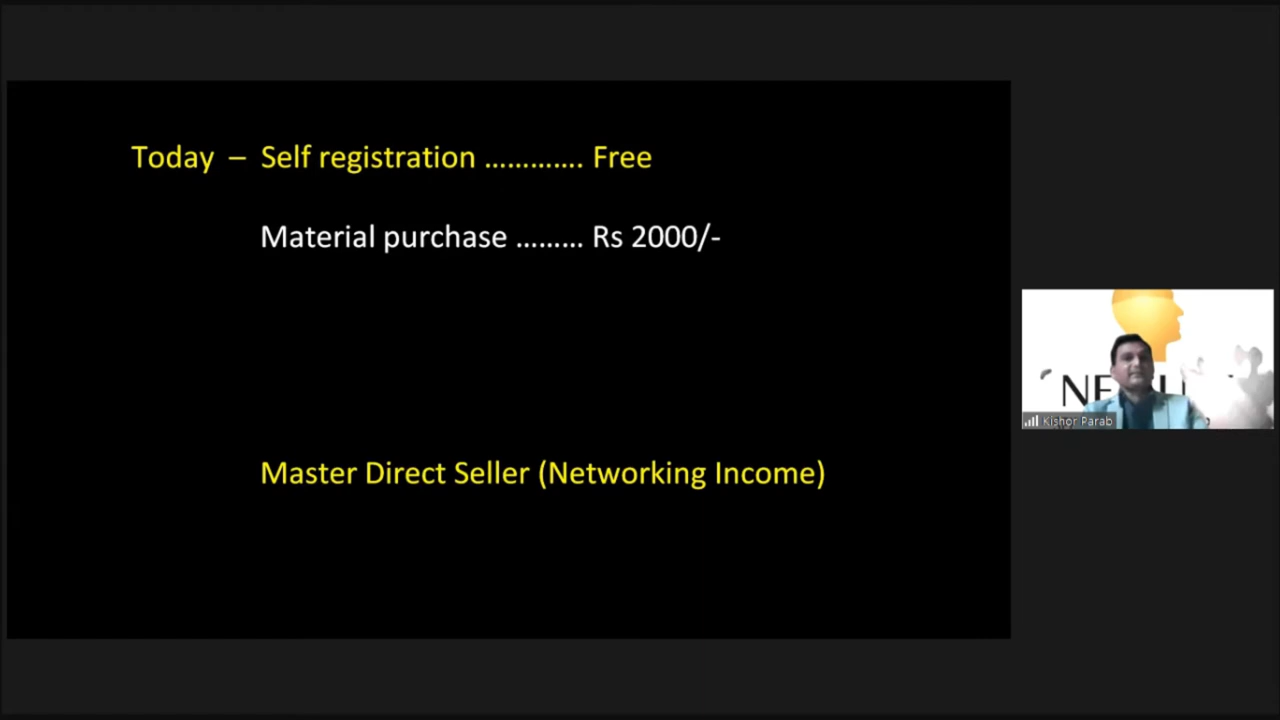 Today – Self registration …………. Free
Material purchase ……… Rs 2000/-
Master Direct Seller (Networking Income)
Kishor Parab